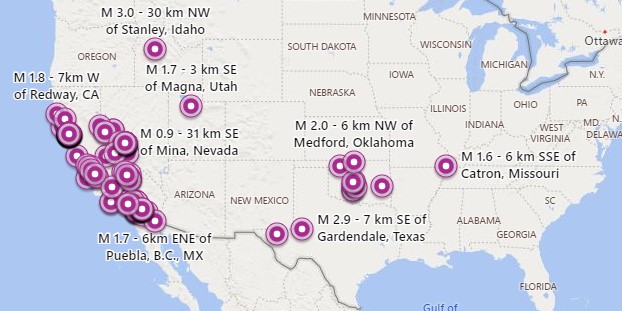 M 3.0 - 30 km NW
of Stanley, Idaho
MINNESOTA
OREGON
SOUTH DAKOTA
WISCONSIN
Ottawa
MICHIGAN
M 1.8 - 7km W
of Redway, CA
M 1.7 - 3 km SE
of Magna, Utah
IOWA
N.Y.
NEBRASKA
ILLINOIS
OHIO
PA
INDIANA
MD
M 0.9 - 31 km SE
of Mina, Nevada
M 2.0 - 6 km NW of
Medford, Oklahoma
WEST
VIRGINIA
DELAWARE
VA
M 1.6 - 6 km SSE of
Catron, Missouri
ARIZONA
NEW MEXICO
SC
M 2.9 - 7 km SE of
Gardendale, Texas
ALABAMA
GEORGIA
M 1.7 - 6km ENE of
Puebla, B.C., MX
FLORIDA
Gulf of